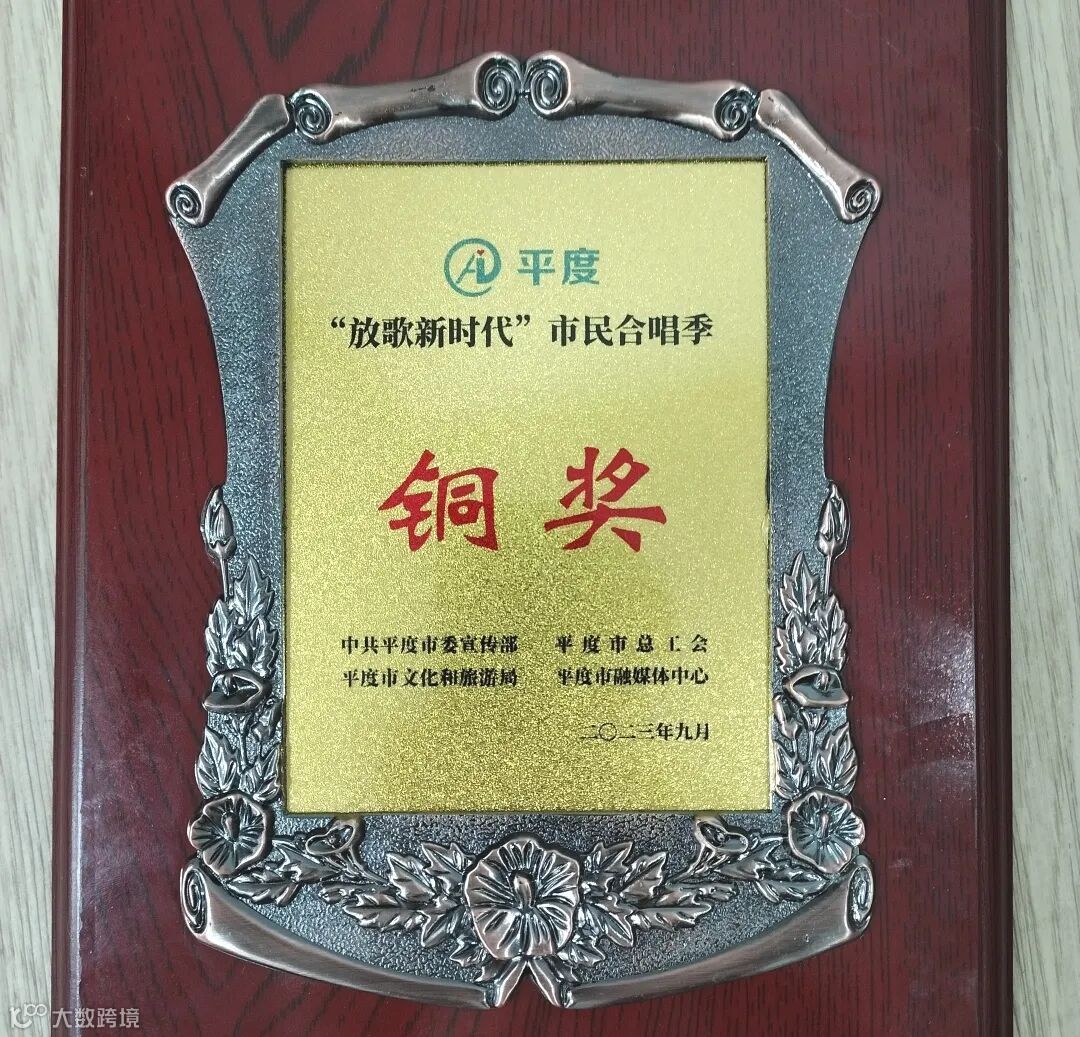 平度
“放歌新时代”市民合唱季
铜奖
中共平度市委宣传部 平度市总工会
平度市文化和旅游局 平度市融媒体中心
二〇二三年九月
大数跨境